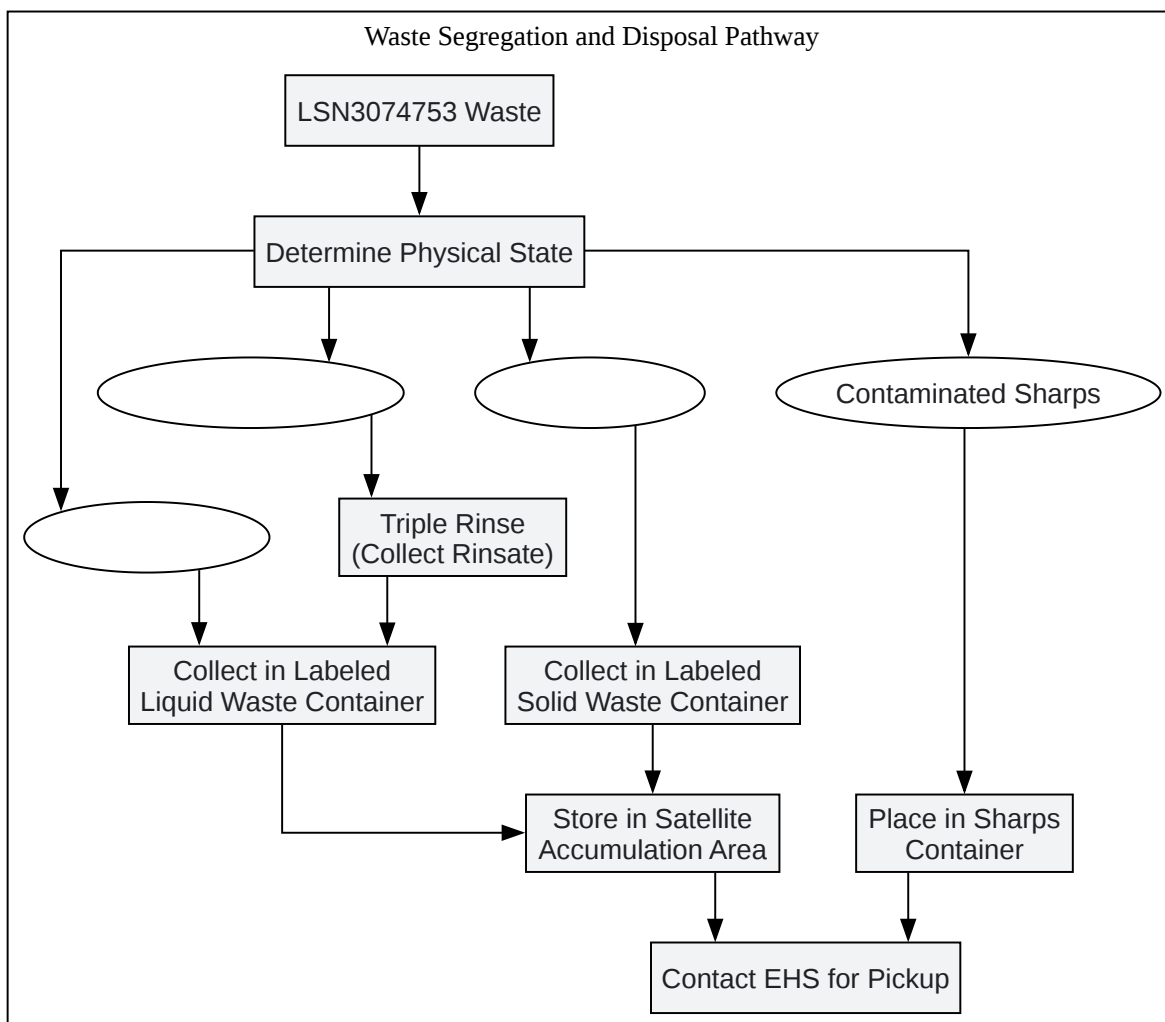 Waste Segregation and Disposal Pathway
LSN3074753 Waste
Determine Physical State
Contaminated Sharps
Triple Rinse
(Collect Rinsate)
Collect in Labeled
Liquid Waste Container
Collect in Labeled
Solid Waste Container
Store in Satellite
Accumulation Area
Place in Sharps
Container
Contact EHS for Pickup